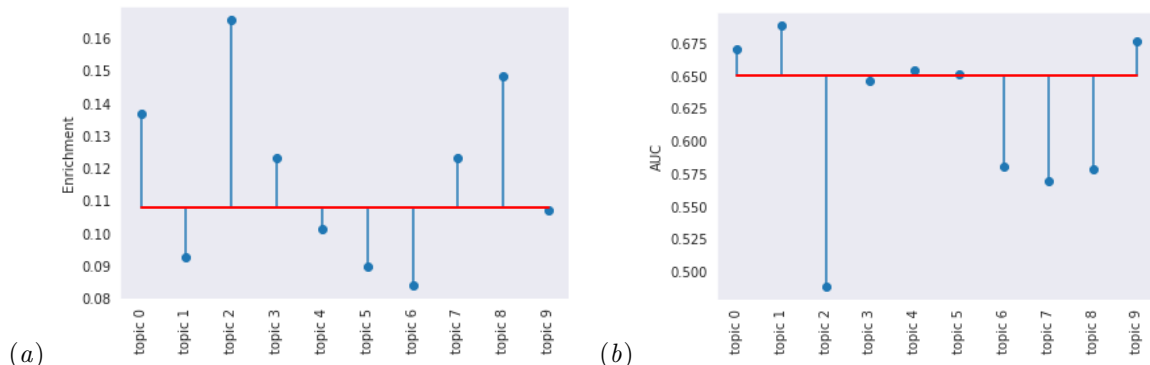 Enrichment
0.16
0.15
0.14
0.13
0.12
0.11
0.10
0.09
0.08
topic 0
topic 1
topic 2
topic 3
topic 4
topic 5
topic 6
topic 7
topic 8
topic 9
(a)
AUC
0.675
0.650
0.625
0.600
0.575
0.550
0.525
0.500
topic 0
topic 1
topic 2
topic 3
topic 4
topic 5
topic 6
topic 7
topic 8
topic 9
(b)